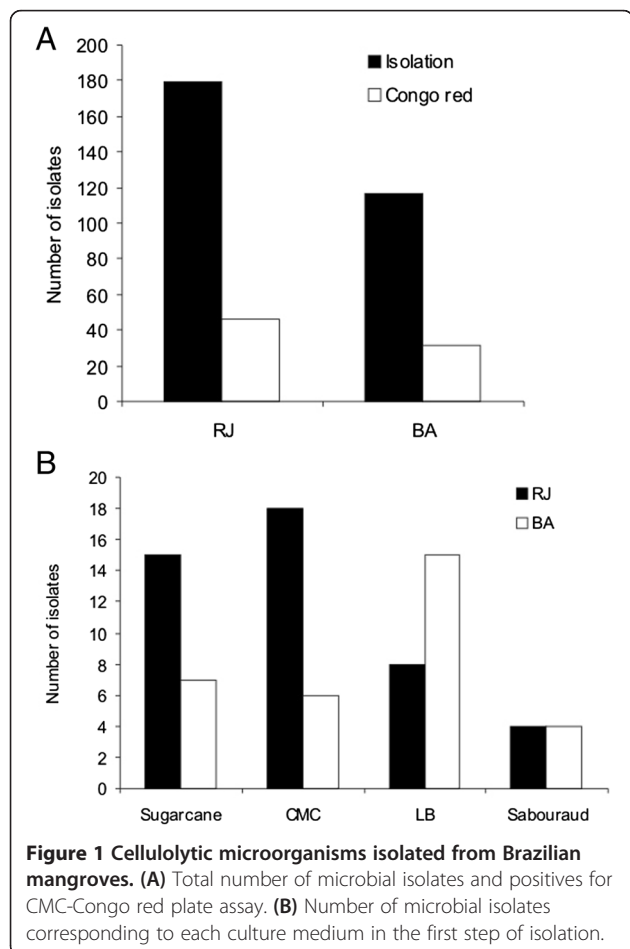 A
200
180
160
140
120
100
80
60
40
20
0
Number of isolates
Isolation
Congo red
RJ BA
B
20
18
16
14
12
10
8
6
4
2
0
Number of isolates
RJ
BA
Sugarcane CMC LB Sabouraud
Figure 1 Cellulolytic microorganisms isolated from Brazilian
mangroves. (A) Total number of microbial isolates and positives for
CMC-Congo red plate assay. (B) Number of microbial isolates
corresponding to each culture medium in the first step of isolation.